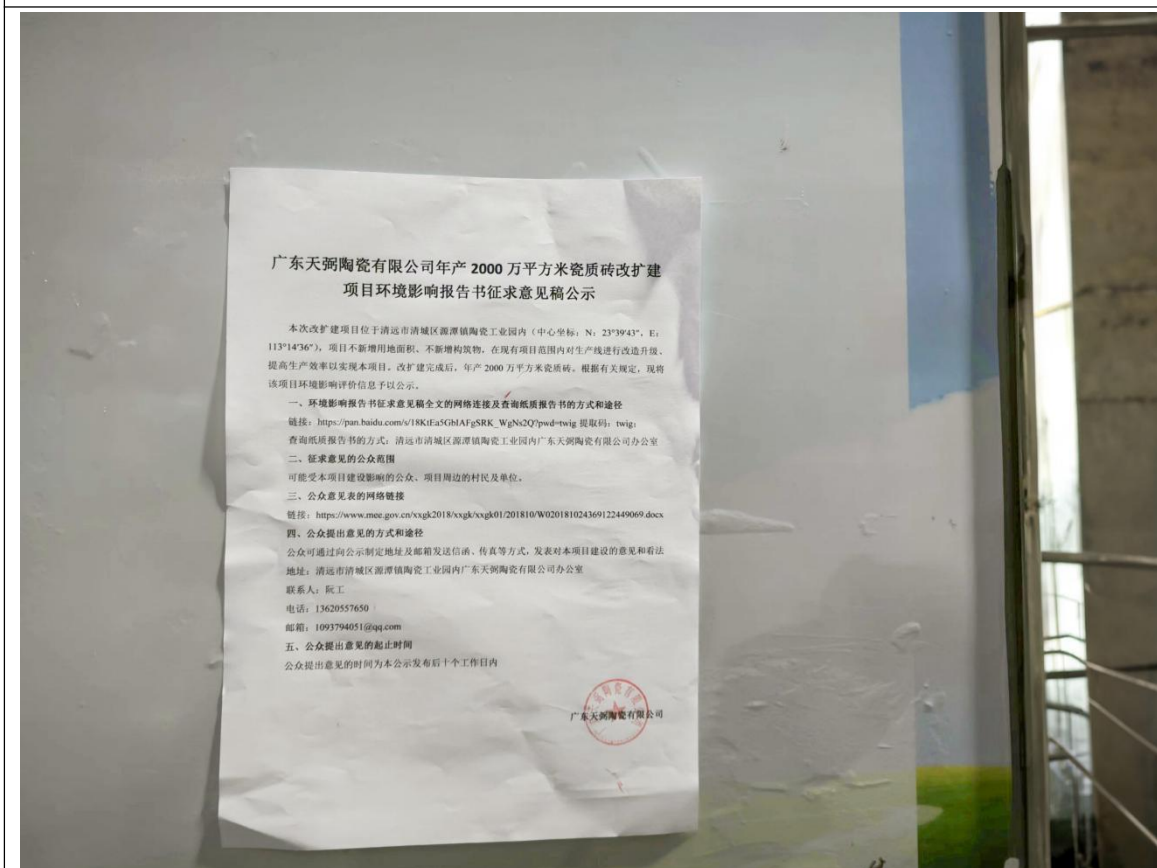 广东天弼陶瓷有限公司年产 2000 万平方米瓷质砖改扩建
项目环境影响报告书征求意见稿公示
本次改扩建项目位于清远市清城区源潭镇陶瓷工业园内（中心坐标：N：23°39'43"，E：
113°14'36"），项目不新增用地面积、不新增构筑物，在现有项目范围内对生产线进行改造升级、
提高生产效率以实现本项目。改扩建完成后，年产 2000 万平方米瓷质砖。根据有关规定，现将
该项目环境影响评价信息予以公示。
一、环境影响报告书征求意见稿全文的网络连接及查询纸质报告书的方式和途径
链接：https://pan.baidu.com/s/18KtEa5GbIAFgSRK_WgNs2Q?pwd=twig 提取码：twig；
查询纸质报告书的方式：清远市清城区源潭镇陶瓷工业园内广东天弼陶瓷有限公司办公室
二、征求意见的公众范围
可能受本项目建设影响的公众、项目周边的村民及单位。
三、公众意见表的网络链接
链接：https://www.mee.gov.cn/xxgk2018/xxgk/xxgk01/201810/W020181024369122449069.docx
四、公众提出意见的方式和途径
公众可通过向公示制定地址及邮箱发送信函、传真等方式，发表对本项目建设的意见和看法
地址：清远市清城区源潭镇陶瓷工业园内广东天弼陶瓷有限公司办公室
联系人：阮工
电话：13620557650
邮箱：1093794051@qq.com
五、公众提出意见的起止时间
公众提出意见的时间为本公示发布后十个工作日内
广东天弼陶瓷有限公司